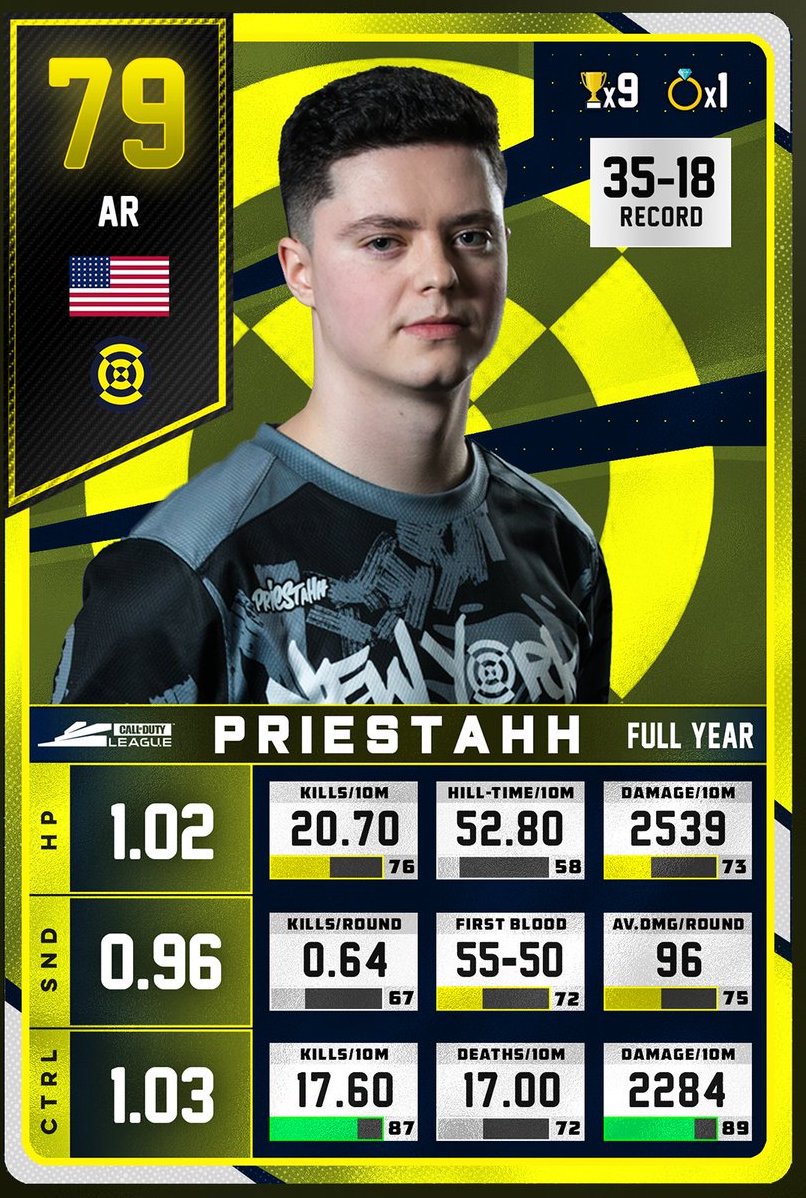 79
AR
x9 x1
35-18
RECORD
PRIESTAHH
NEW YORK
CALL OF DUTY
LEAGUE
PRIESTAHH
FULL YEAR
HP
1.02
KILLS/10M
20.70
76
HILL-TIME/10M
52.80
58
DAMAGE/10M
2539
73
SND
0.96
KILLS/ROUND
0.64
67
FIRST BLOOD
55-50
72
AV.DMG/ROUND
96
75
CTRL
1.03
KILLS/10M
17.60
87
DEATHS/10M
17.00
72
DAMAGE/10M
2284
89